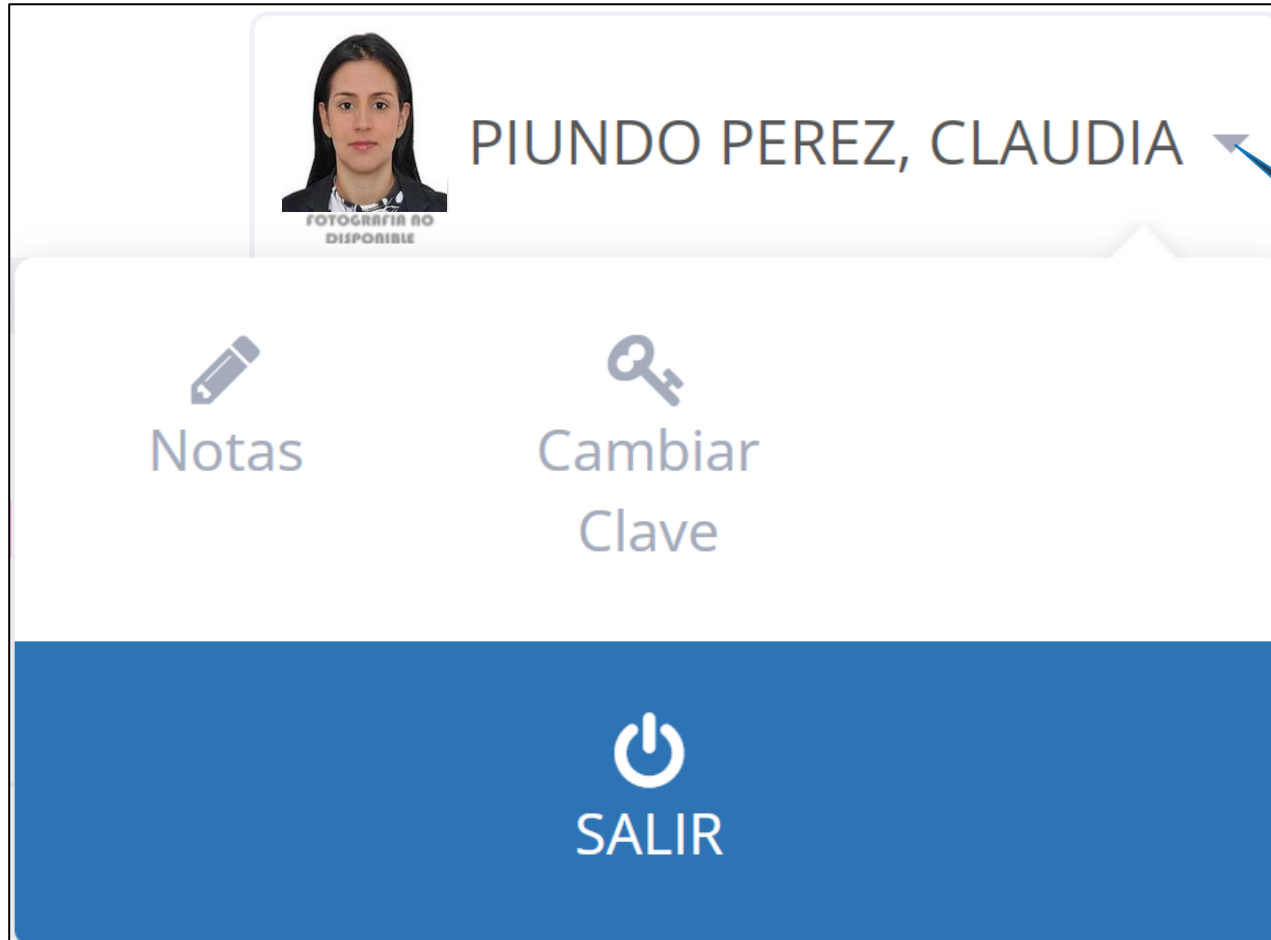 PIUNDO PEREZ, CLAUDIA
FOTOGRAFIA NO
DISPONIBLE
Notas
Cambiar
Clave
SALIR